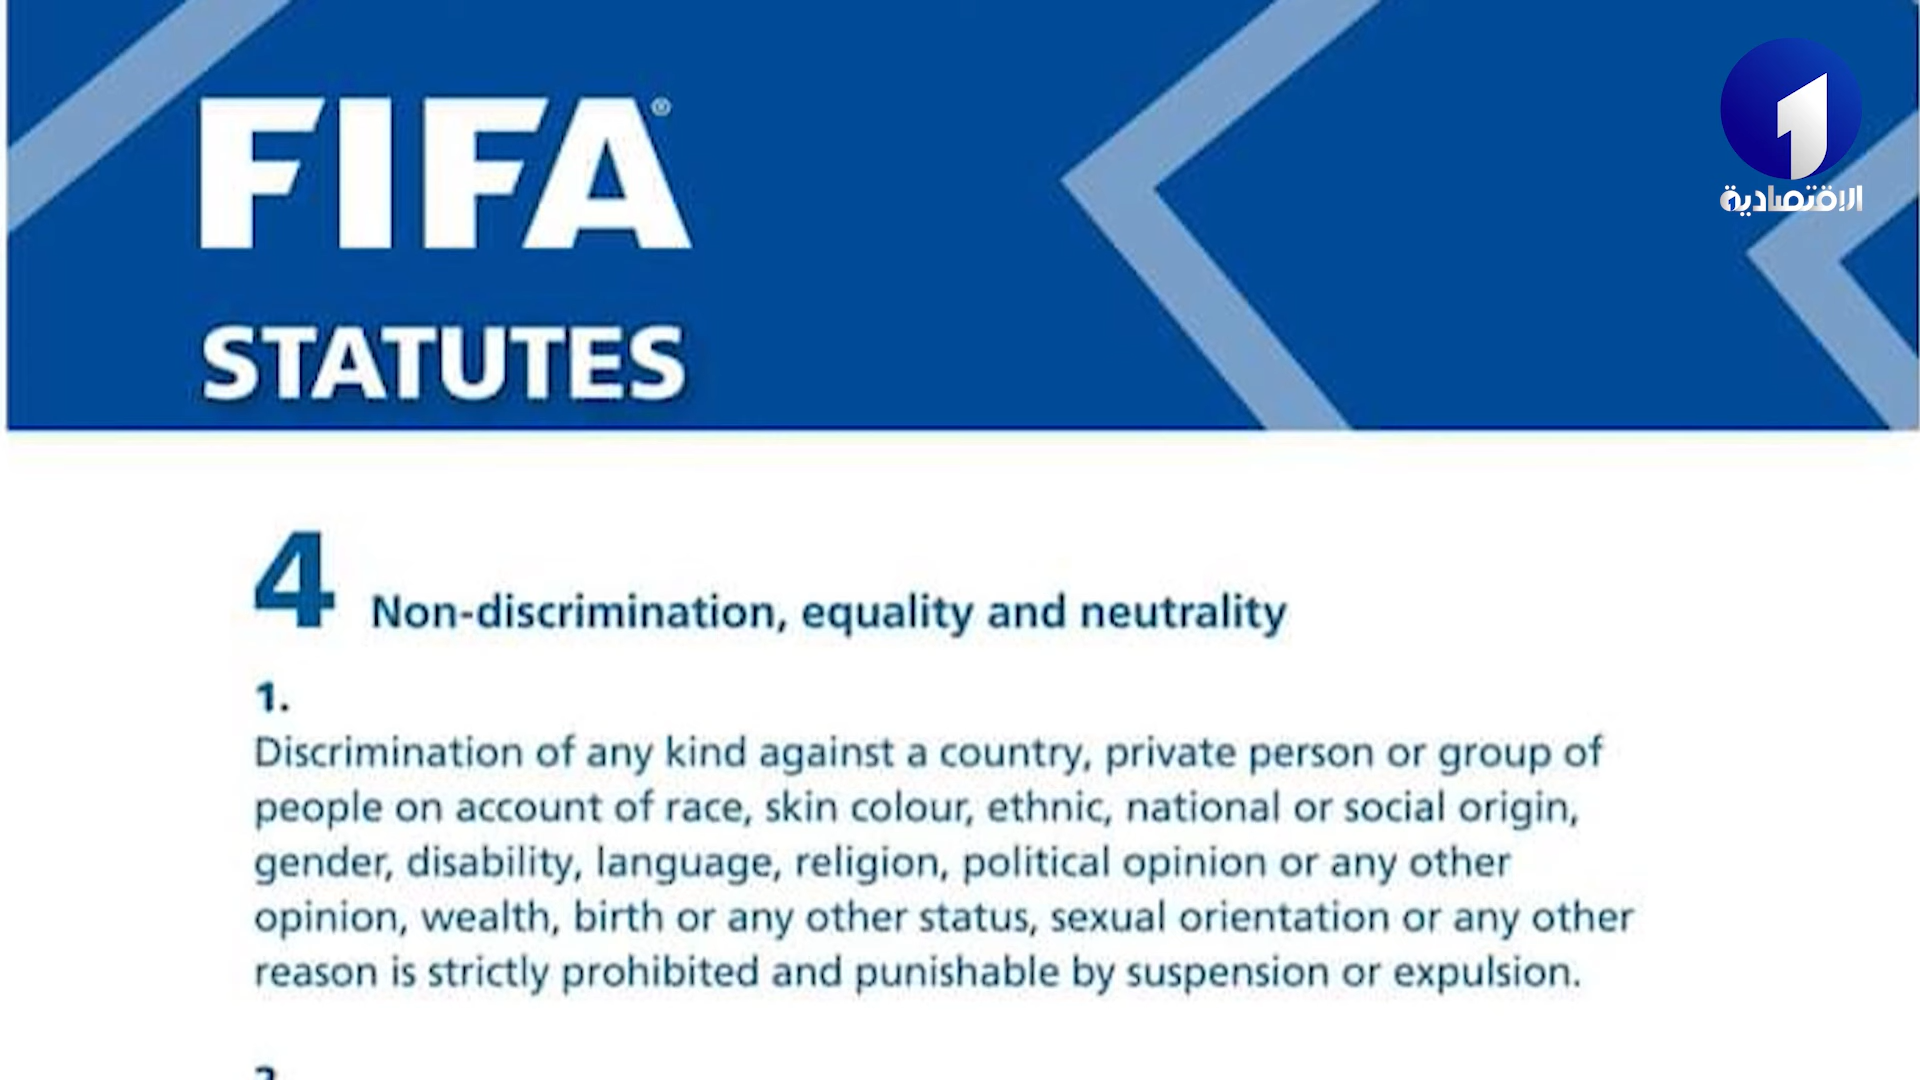 FIFA®
STATUTES
1
الاقتصادية
4 Non-discrimination, equality and neutrality
1.
Discrimination of any kind against a country, private person or group of
people on account of race, skin colour, ethnic, national or social origin,
gender, disability, language, religion, political opinion or any other
opinion, wealth, birth or any other status, sexual orientation or any other
reason is strictly prohibited and punishable by suspension or expulsion.